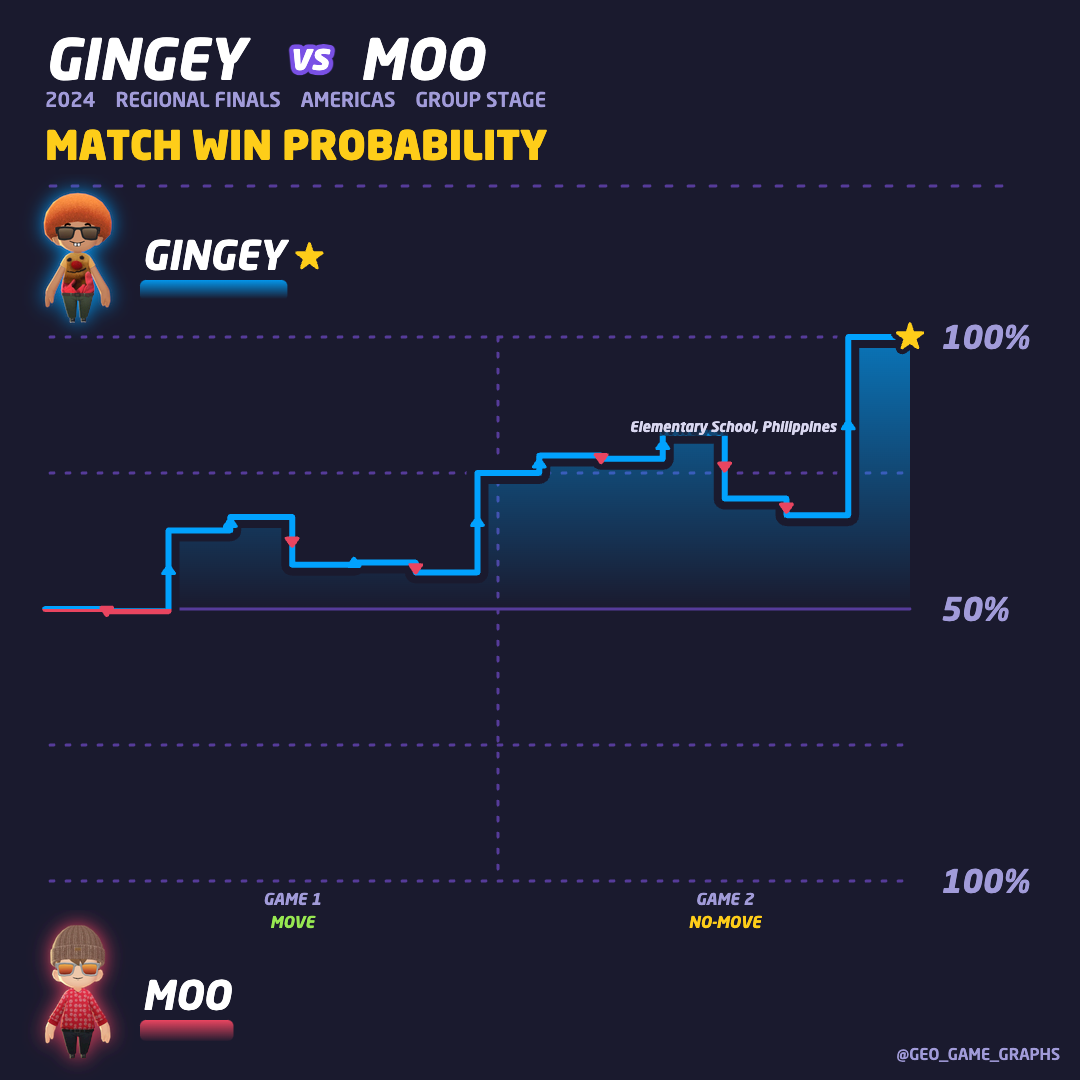 GINGEY VS MOO
2024 REGIONAL FINALS AMERICAS GROUP STAGE
MATCH WIN PROBABILITY
GINGEY
100%
Elementary School, Philippines
50%
100%
GAME 1 GAME 2
MOVE NO-MOVE
MOO
@GEO_GAME_GRAPHS